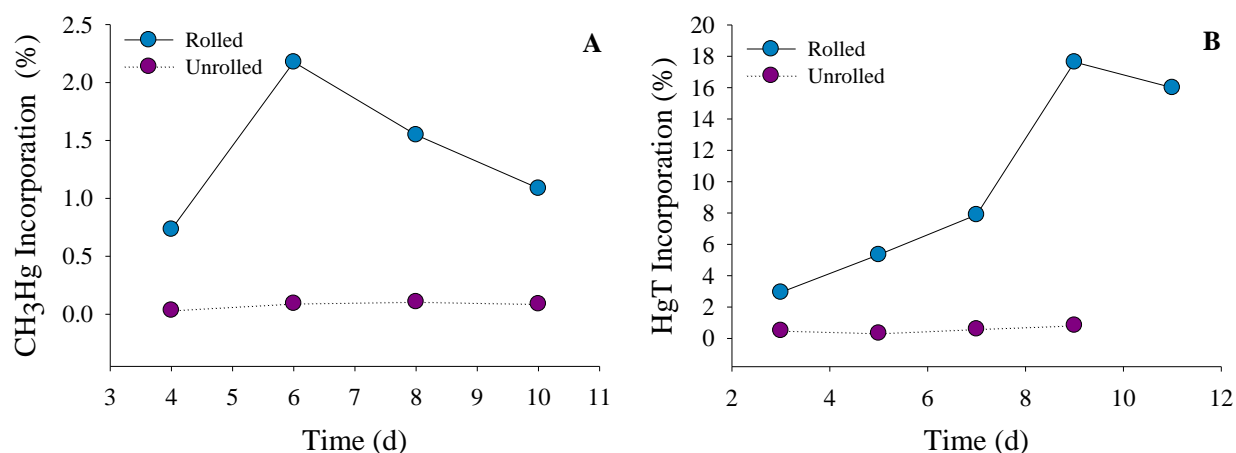 A
CH3Hg Incorporation (%)
2.5
2.0
1.5
1.0
0.5
0.0
Rolled
Unrolled
3 4 5 6 7 8 9 10 11
Time (d)
B
HgT Incorporation (%)
20
18
16
14
12
10
8
6
4
2
0
Rolled
Unrolled
2 4 6 8 10 12
Time (d)